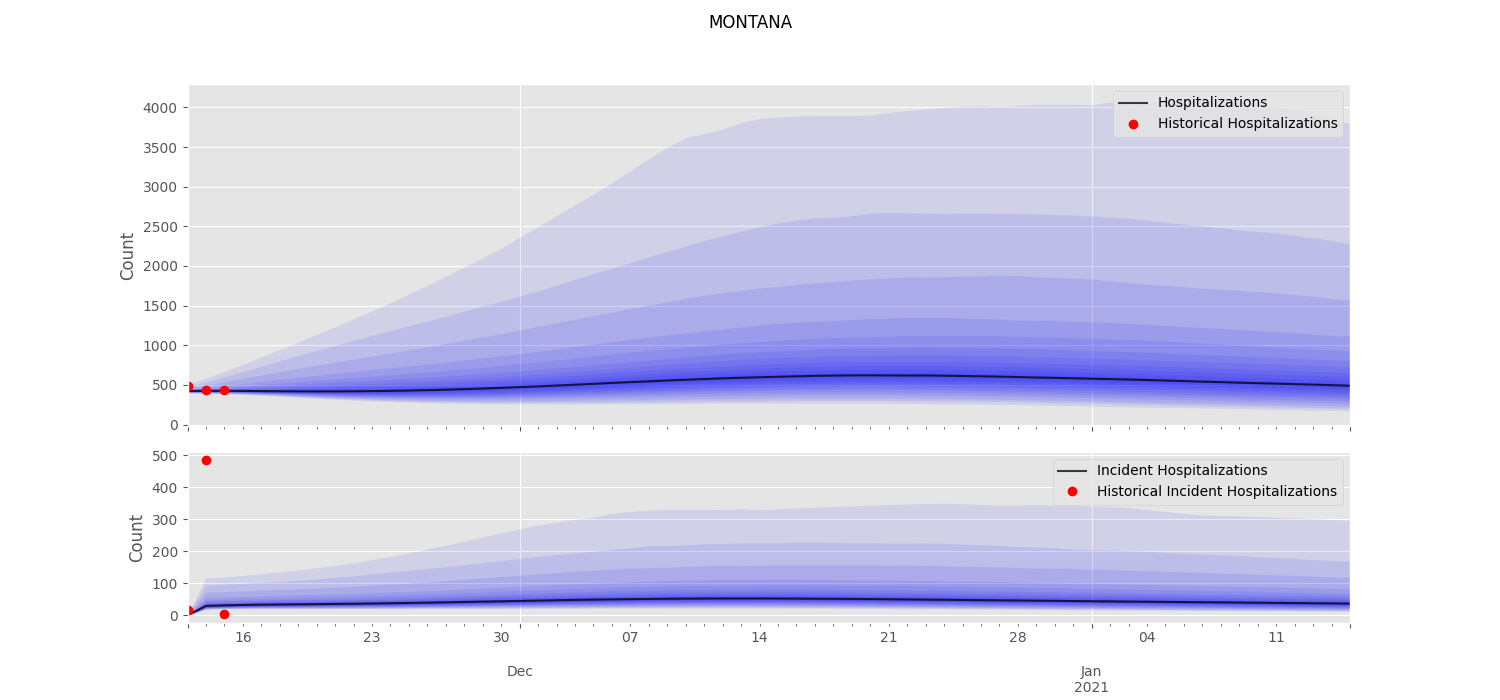 MONTANA
4000
3500
3000
2500
2000
1500
1000
500
0
Count
Hospitalizations
Historical Hospitalizations
500
400
300
200
100
0
Count
Incident Hospitalizations
Historical Incident Hospitalizations
16 23 30 07 14 21 28 04 11
Dec Jan
2021